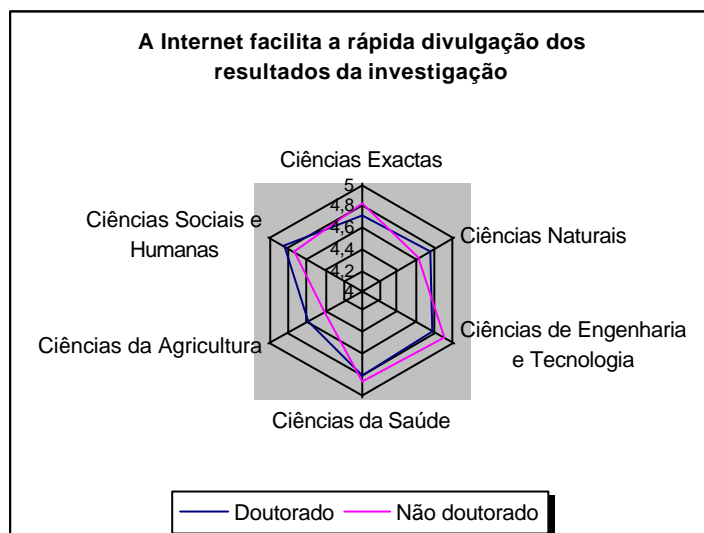 A Internet facilita a rápida divulgação dos
resultados da investigação
Ciências Exactas
5
4,8
4,6
4,4
4,2
4
Ciências Naturais
Ciências de Engenharia
e Tecnologia
Ciências da Saúde
Ciências da Agricultura
Ciências Sociais e
Humanas
Doutorado
Não doutorado